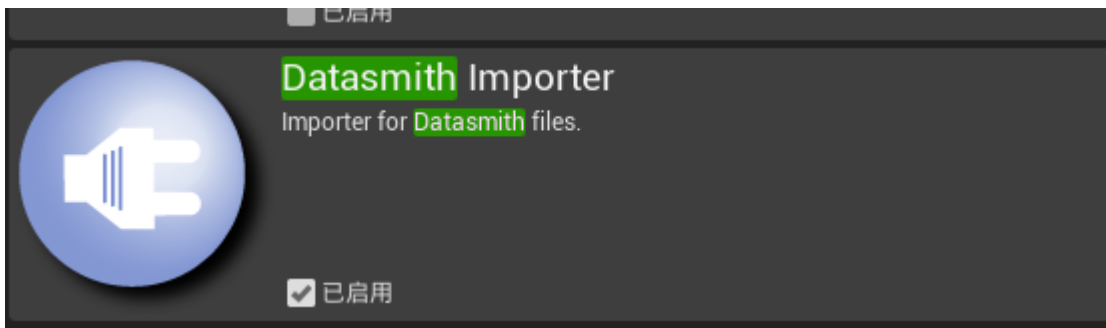 已启用
Datasmith Importer
Importer for Datasmith files.
已启用